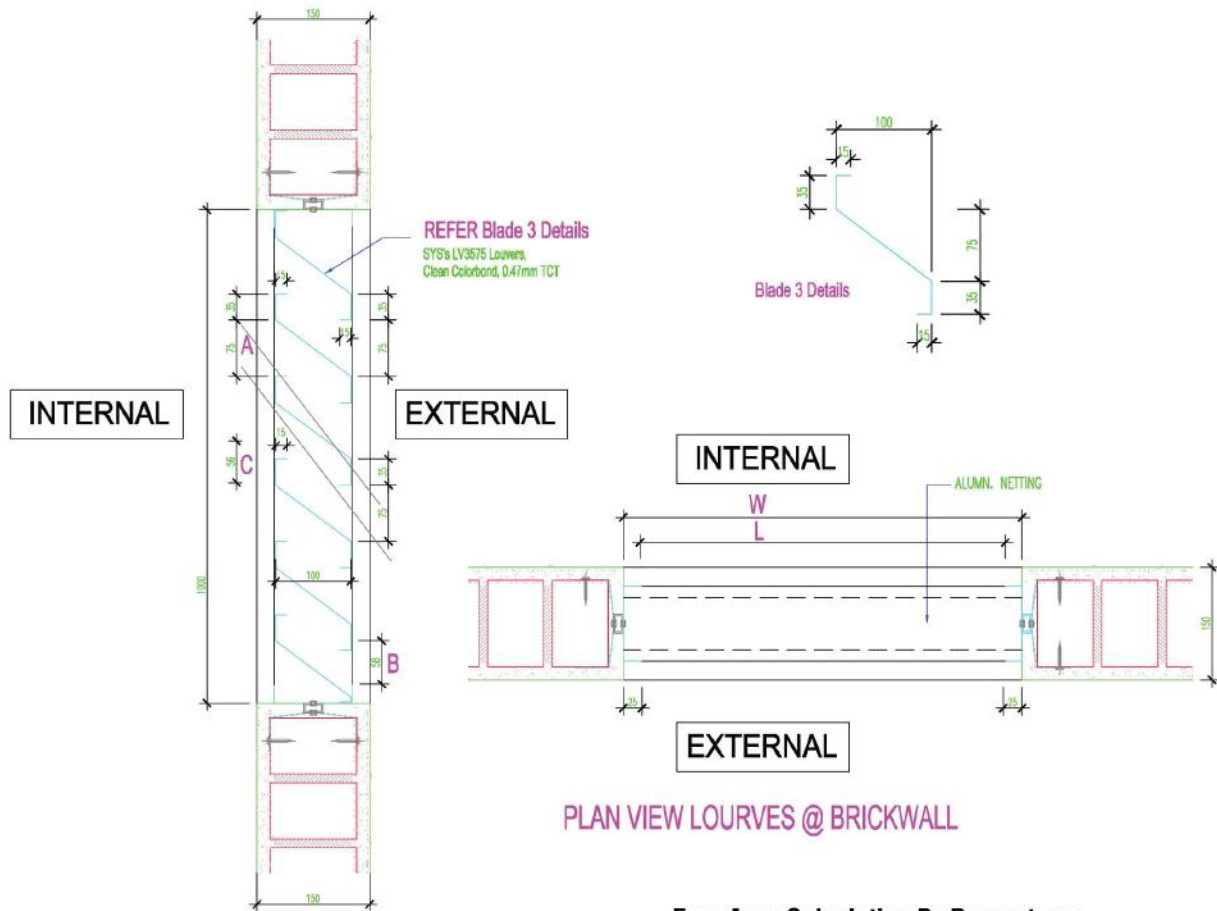 150
100
15
35
75
35
15
Blade 3 Details
REFER Blade 3 Details
SYS's LV3575 Louvers,
Clean Colorbond, 0.47mm TCT
15
35
35
15
75
A
75
INTERNAL
EXTERNAL
15
56
C
35
75
1000
100
56
B
150
INTERNAL
ALUMN. NETTING
W
L
150
25
25
EXTERNAL
PLAN VIEW LOURVES @ BRICKWALL